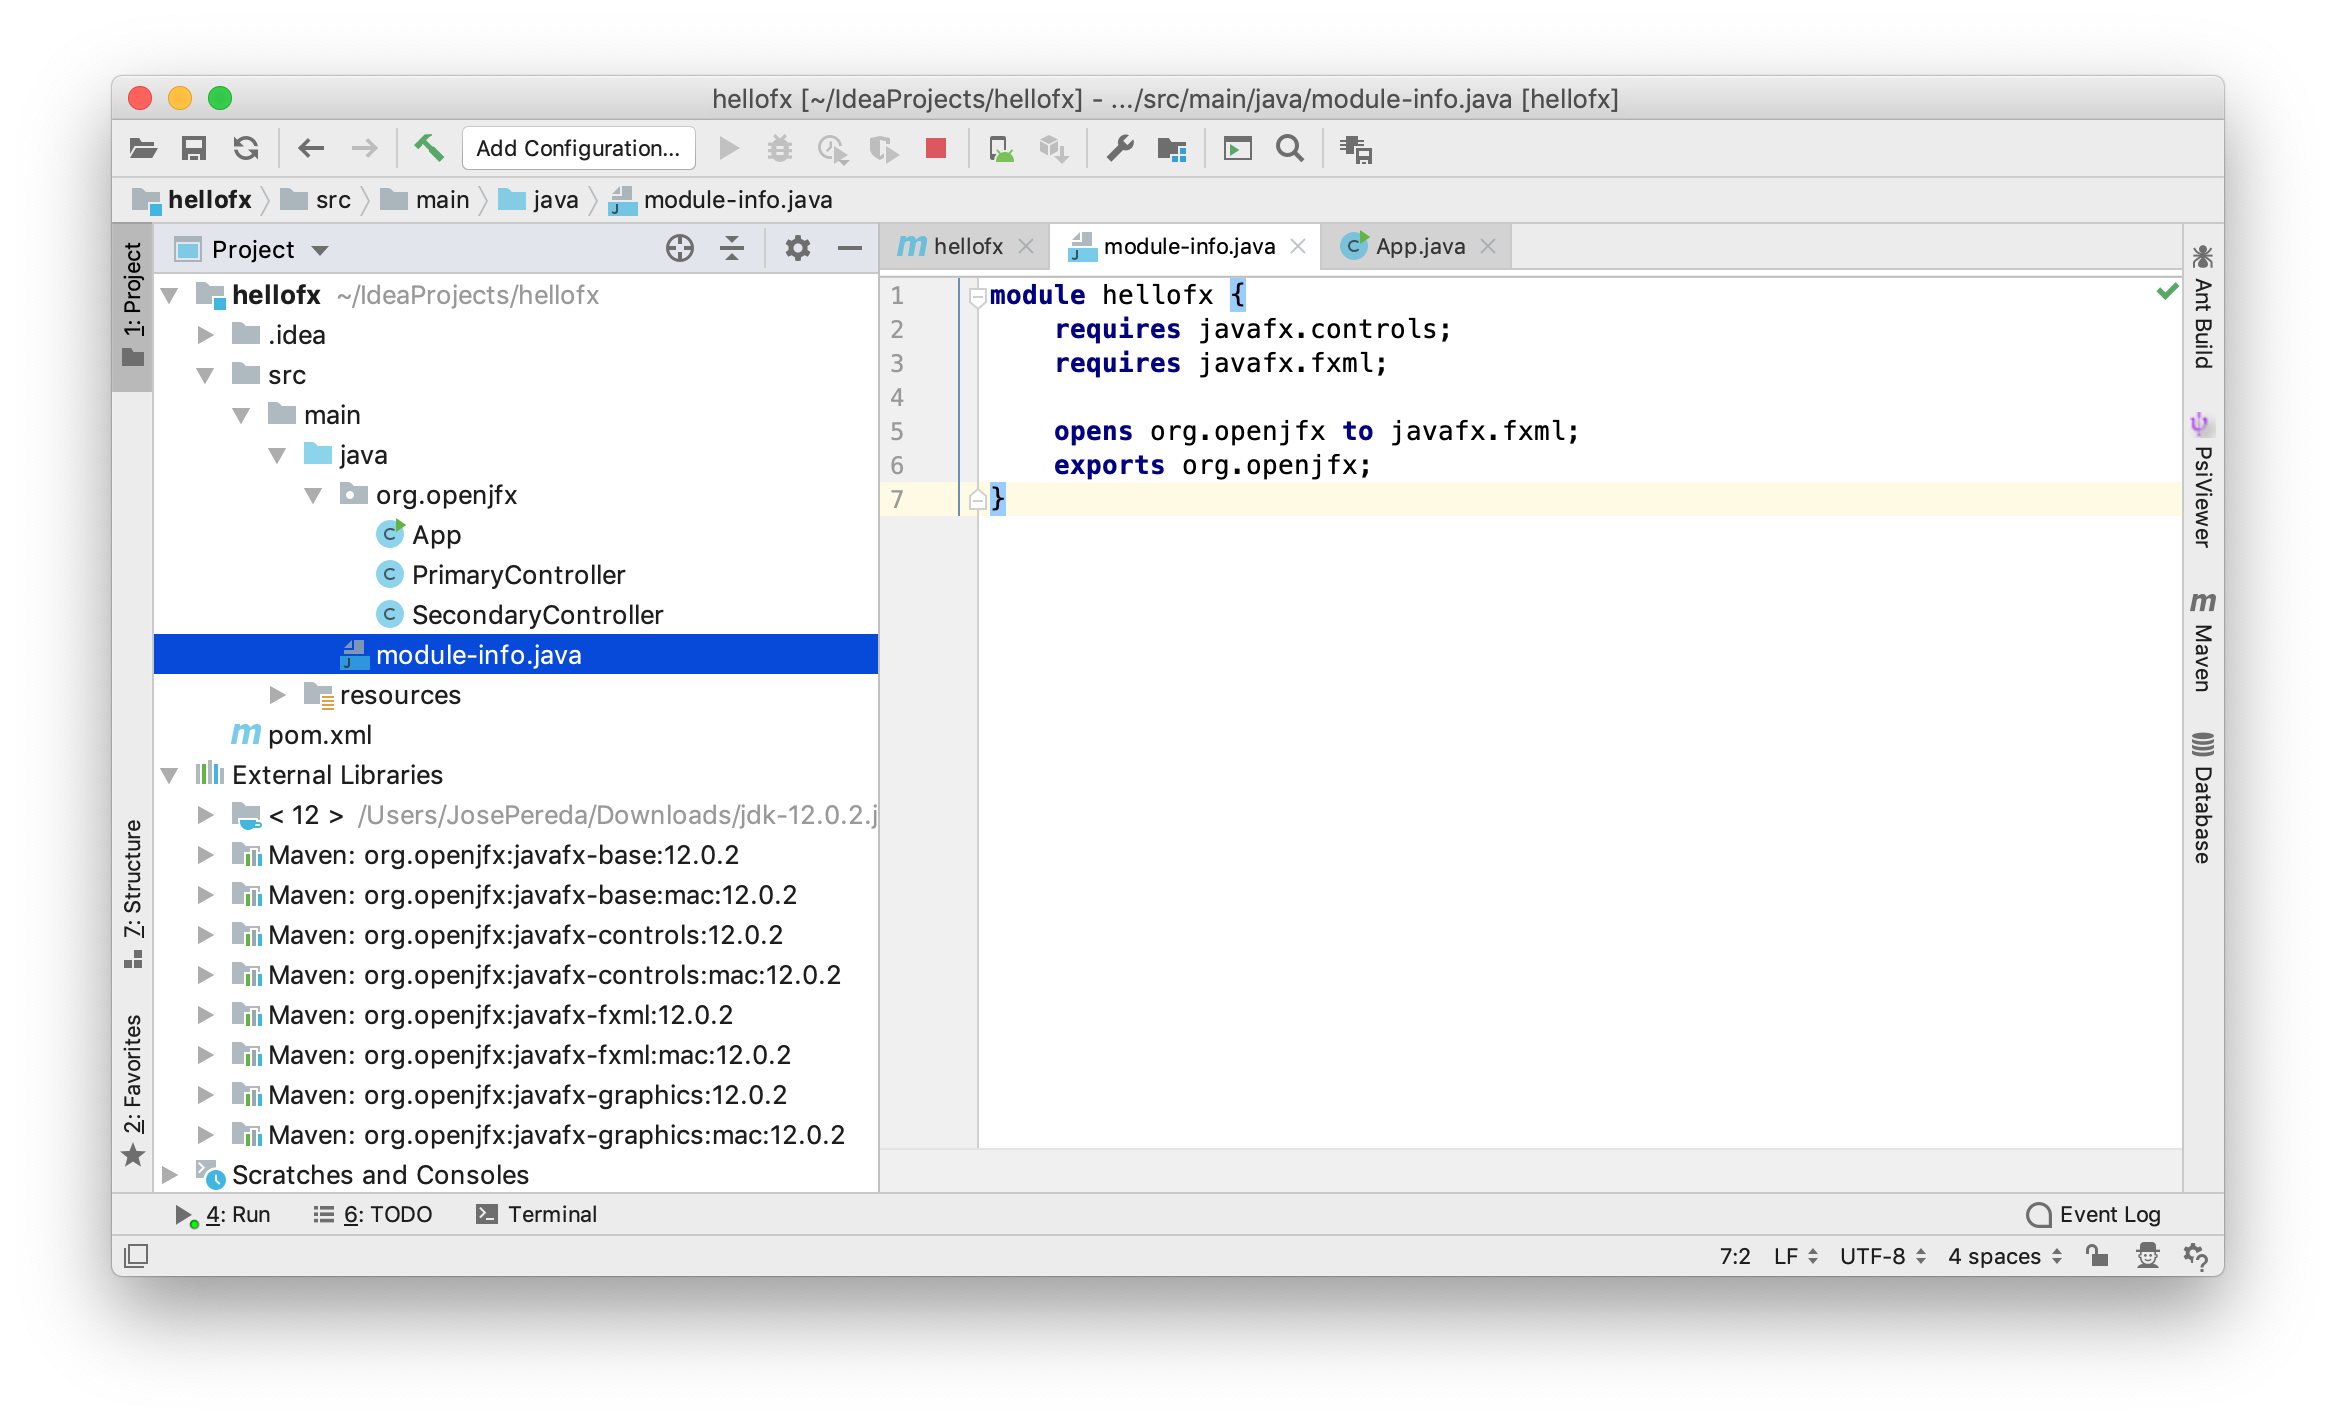 hellofx [~/IdeaProjects/hellofx] - .../src/main/java/module-info.java [hellofx]
Add Configuration...
hellofx src main java module-info.java
1: Project
7: Structure
2: Favorites
Project
hellofx ~/IdeaProjects/hellofx
.idea
src
main
java
org.openjfx
App
PrimaryController
SecondaryController
module-info.java
resources
pom.xml
External Libraries
< 12 > /Users/JosePereda/Downloads/jdk-12.0.2.j
Maven: org.openjfx:javafx-base:12.0.2
Maven: org.openjfx:javafx-base:mac:12.0.2
Maven: org.openjfx:javafx-controls:12.0.2
Maven: org.openjfx:javafx-controls:mac:12.0.2
Maven: org.openjfx:javafx-fxml:12.0.2
Maven: org.openjfx:javafx-fxml:mac:12.0.2
Maven: org.openjfx:javafx-graphics:12.0.2
Maven: org.openjfx:javafx-graphics:mac:12.0.2
Scratches and Consoles
hellofx module-info.java App.java
1 module hellofx {
2     requires javafx.controls;
3     requires javafx.fxml;
4
5     opens org.openjfx to javafx.fxml;
6     exports org.openjfx;
7 }
Ant Build
PsiViewer
Maven
Database
4: Run 6: TODO Terminal Event Log
7:2 LF UTF-8 4 spaces